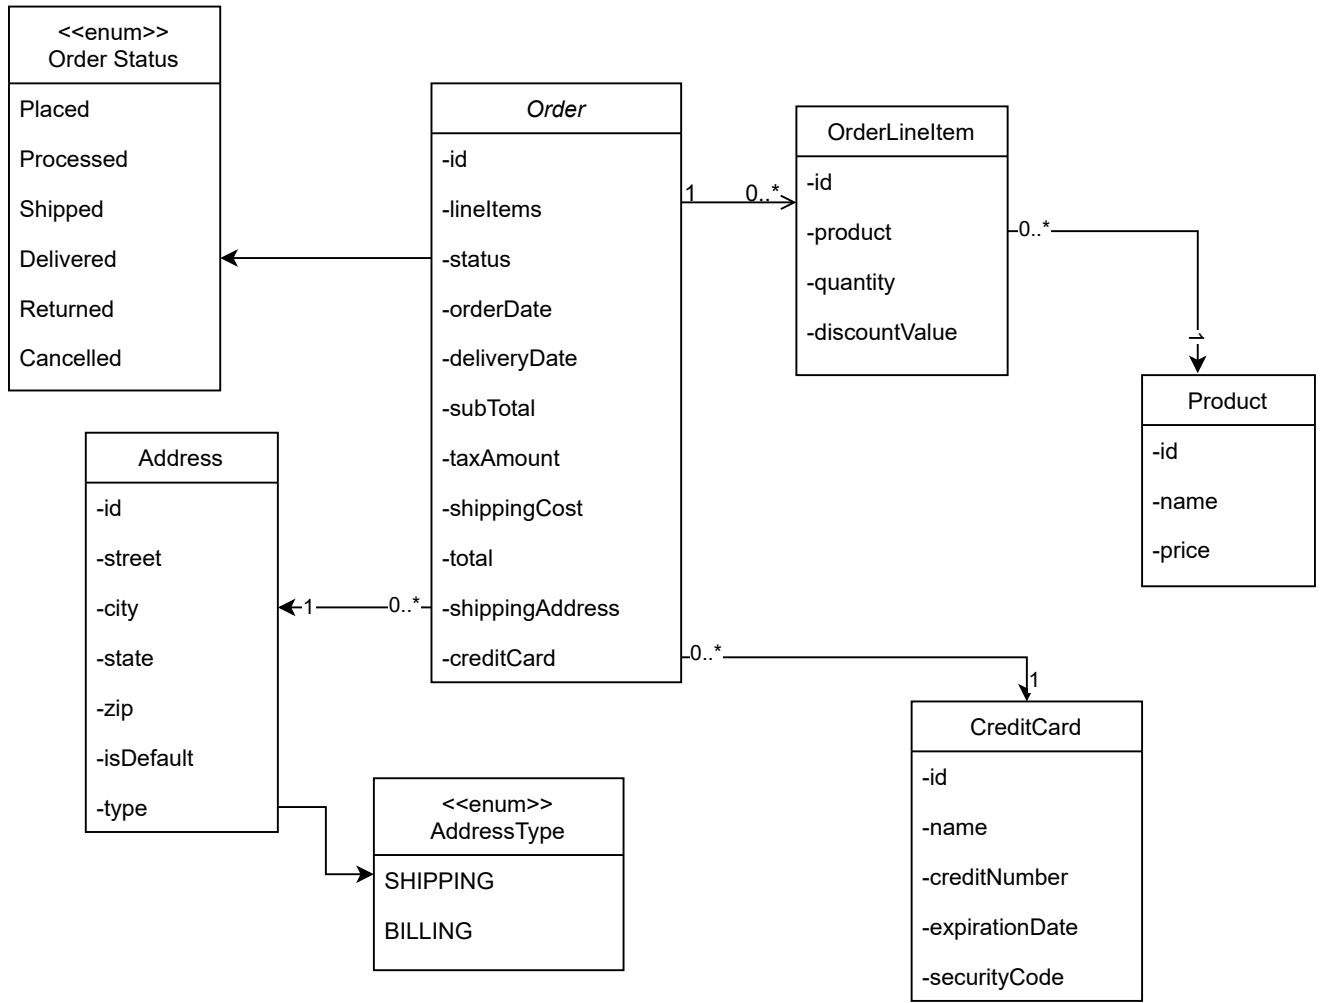 <<enum>>
Order Status
Placed
Processed
Shipped
Delivered
Returned
Cancelled
Order
-id
-lineItems
-status
-orderDate
-deliveryDate
-subTotal
-taxAmount
-shippingCost
-total
-shippingAddress
-creditCard
1
0..*
OrderLineItem
-id
-product
-quantity
-discountValue
0..*
1
Product
-id
-name
-price
Address
-id
-street
-city
-state
-zip
-isDefault
-type
1
0..*
<<enum>>
AddressType
SHIPPING
BILLING
0..*
1
CreditCard
-id
-name
-creditNumber
-expirationDate
-securityCode